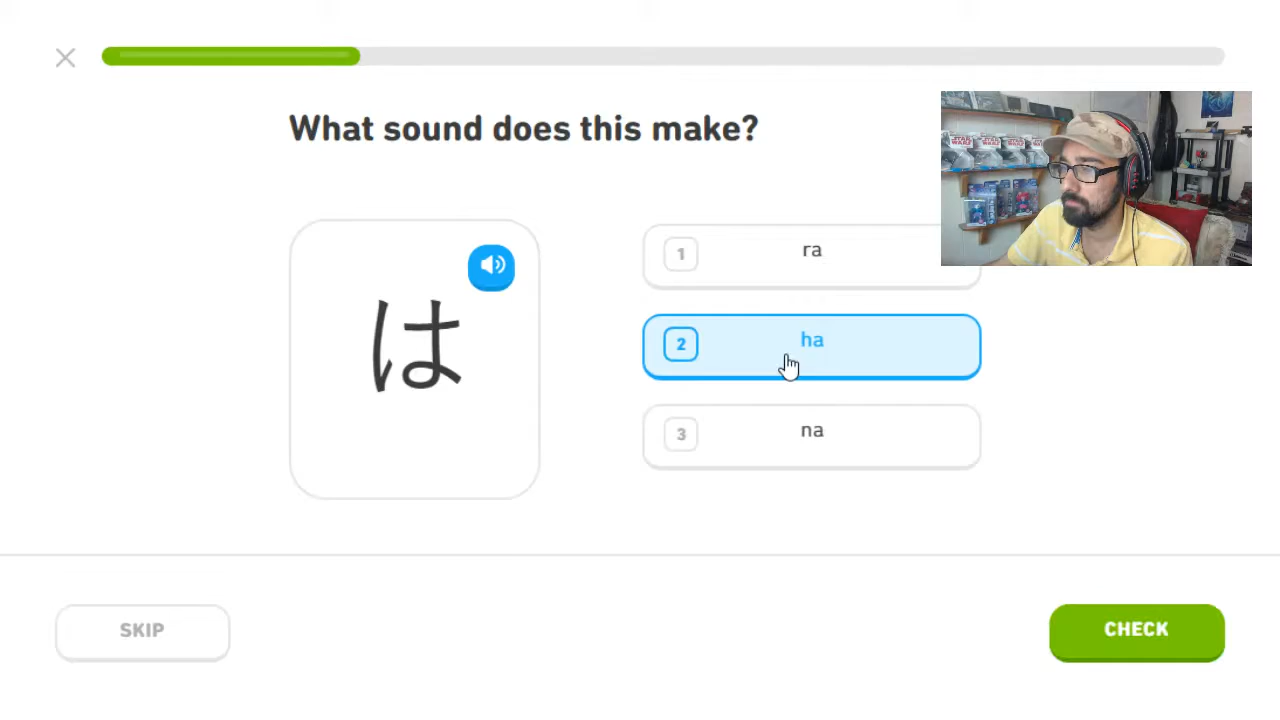 What sound does this make?
は
1 ra
2 ha
3 na
SKIP
CHECK